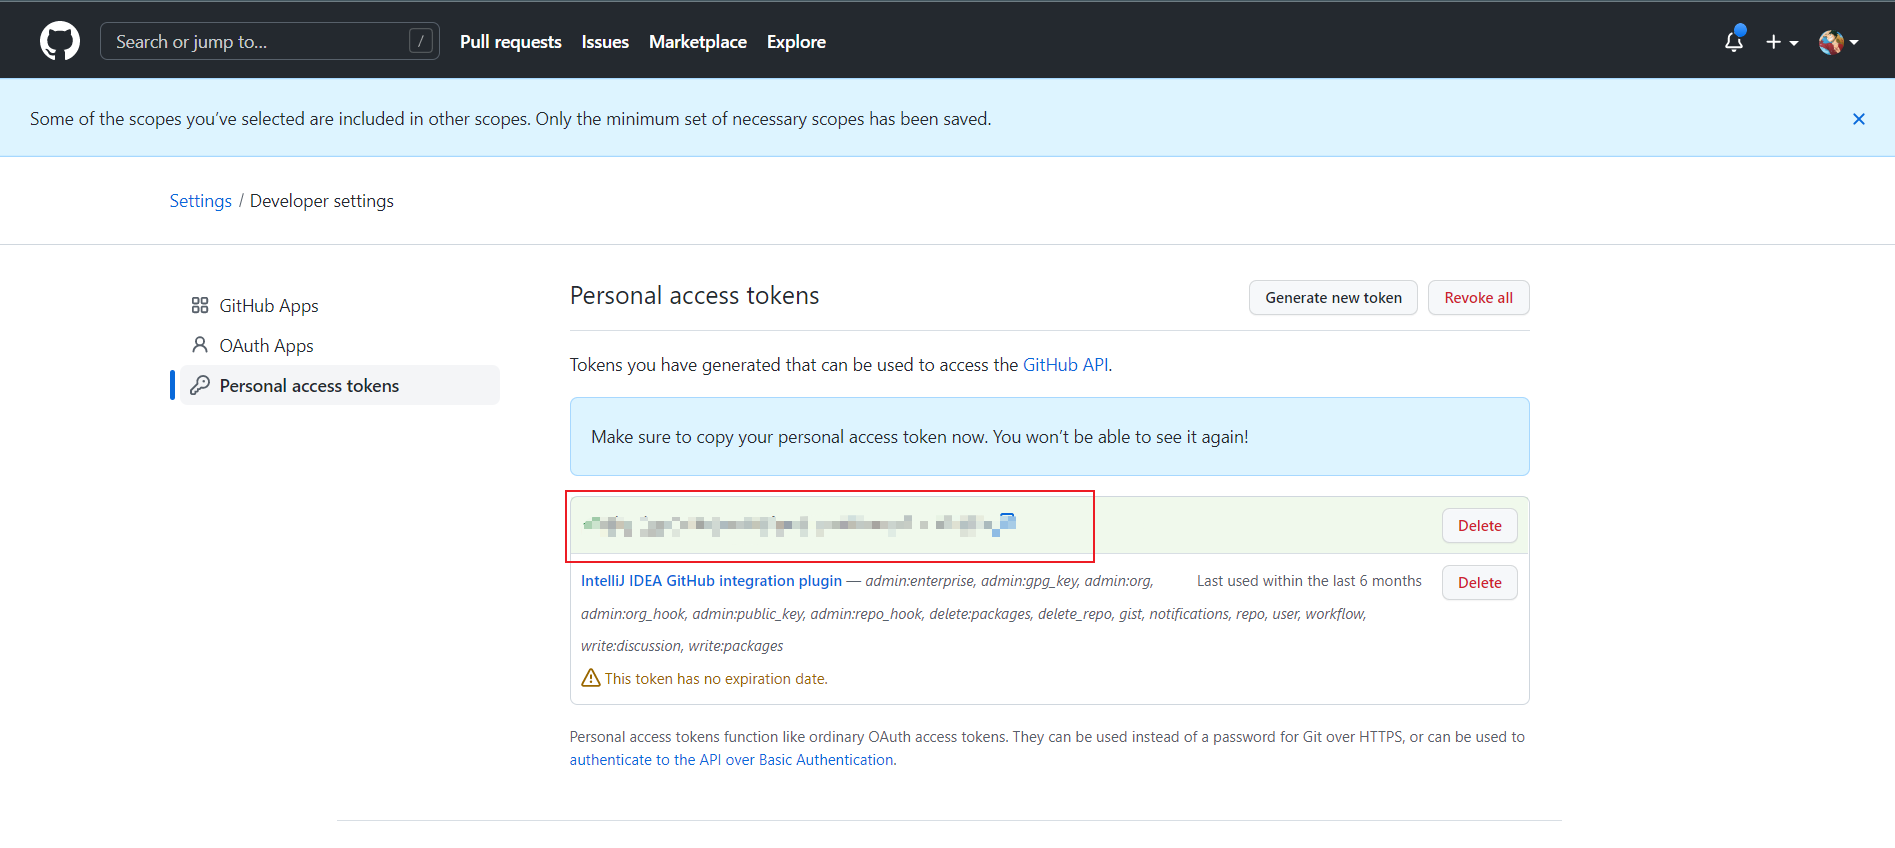 Search or jump to... /
Pull requests Issues Marketplace Explore
Some of the scopes you’ve selected are included in other scopes. Only the minimum set of necessary scopes has been saved.
Settings / Developer settings
GitHub Apps
OAuth Apps
Personal access tokens
Personal access tokens
Generate new token Revoke all
Tokens you have generated that can be used to access the GitHub API.
Make sure to copy your personal access token now. You won’t be able to see it again!
Delete
IntelliJ IDEA GitHub integration plugin — admin:enterprise, admin:gpg_key, admin:org, Last used within the last 6 months Delete
admin:org_hook, admin:public_key, admin:repo_hook, delete:packages, delete_repo, gist, notifications, repo, user, workflow,
write:discussion, write:packages
This token has no expiration date.
Personal access tokens function like ordinary OAuth access tokens. They can be used instead of a password for Git over HTTPS, or can be used to
authenticate to the API over Basic Authentication.